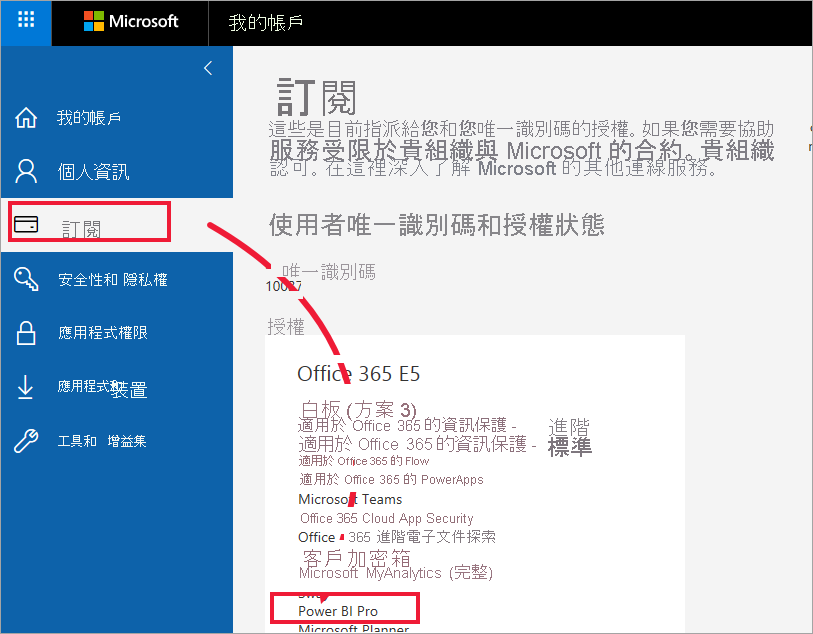 Microsoft
我的帳戶
我的帳戶
個人資訊
訂閱
安全性和 隱私權
應用程式權限
應用程式和裝置
工具和 增益集
訂閱
這些是目前指派給您和您唯一識別碼的授權。如果您需要協助
服務受限於貴組織與 Microsoft 的合約。貴組織
認可。在這裡深入了解 Microsoft 的其他連線服務。
使用者唯一識別碼和授權狀態
唯一識別碼
授權
Office 365 E5
白板 (方案 3)
適用於 Office 365 的資訊保護 - 進階
適用於 Office 365 的資訊保護 - 標準
適用於 Office 365 的 Flow
適用於 Office 365 的 PowerApps
Microsoft Teams
Office 365 Cloud App Security
Office 365 進階電子文件探索
客戶加密箱
Microsoft MyAnalytics (完整)
Power BI Pro
Microsoft Planner